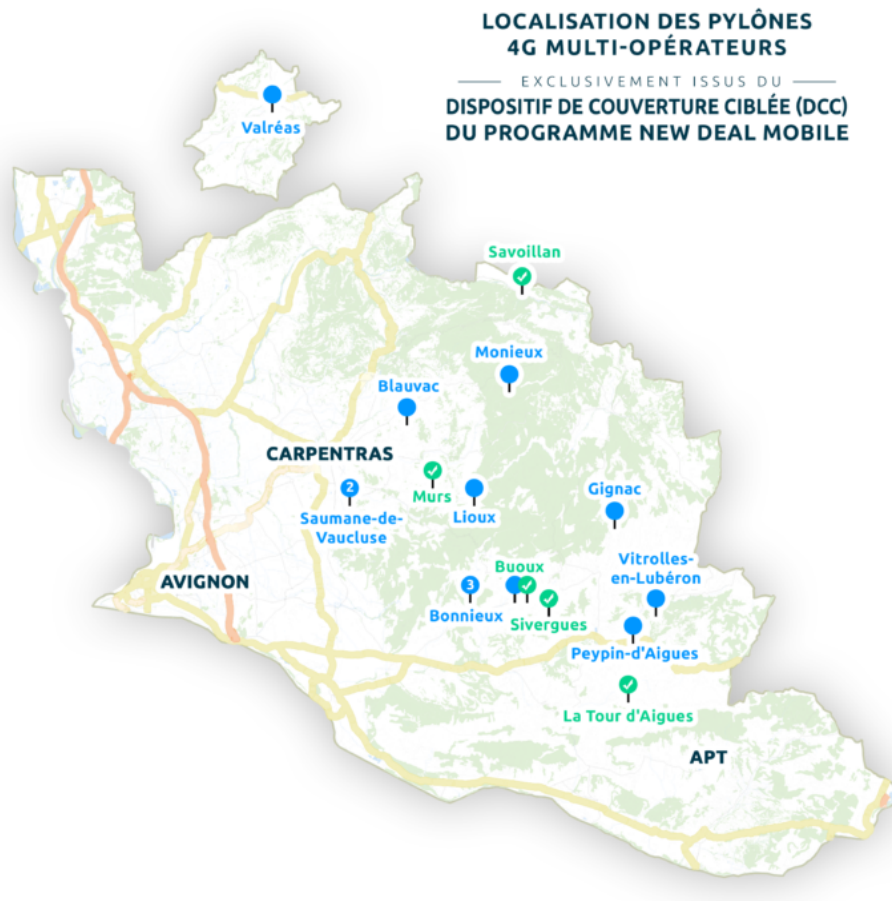 LOCALISATION DES PYLÔNES
4G MULTI-OPÉRATEURS
EXCLUSIVEMENT ISSUS DU
DISPOSITIF DE COUVERTURE CIBLÉE (DCC)
DU PROGRAMME NEW DEAL MOBILE
Valréas
Savoillan
Monieux
Blauvac
CARPENTRAS
Murs
2
Saumane-de-
Vaucluse
Lioux
Gignac
Vitrolles-
en-Lubéron
AVIGNON
Buoux
3
Bonnieux
Sivergues
Peypin-d'Aigues
La Tour d'Aigues
APT